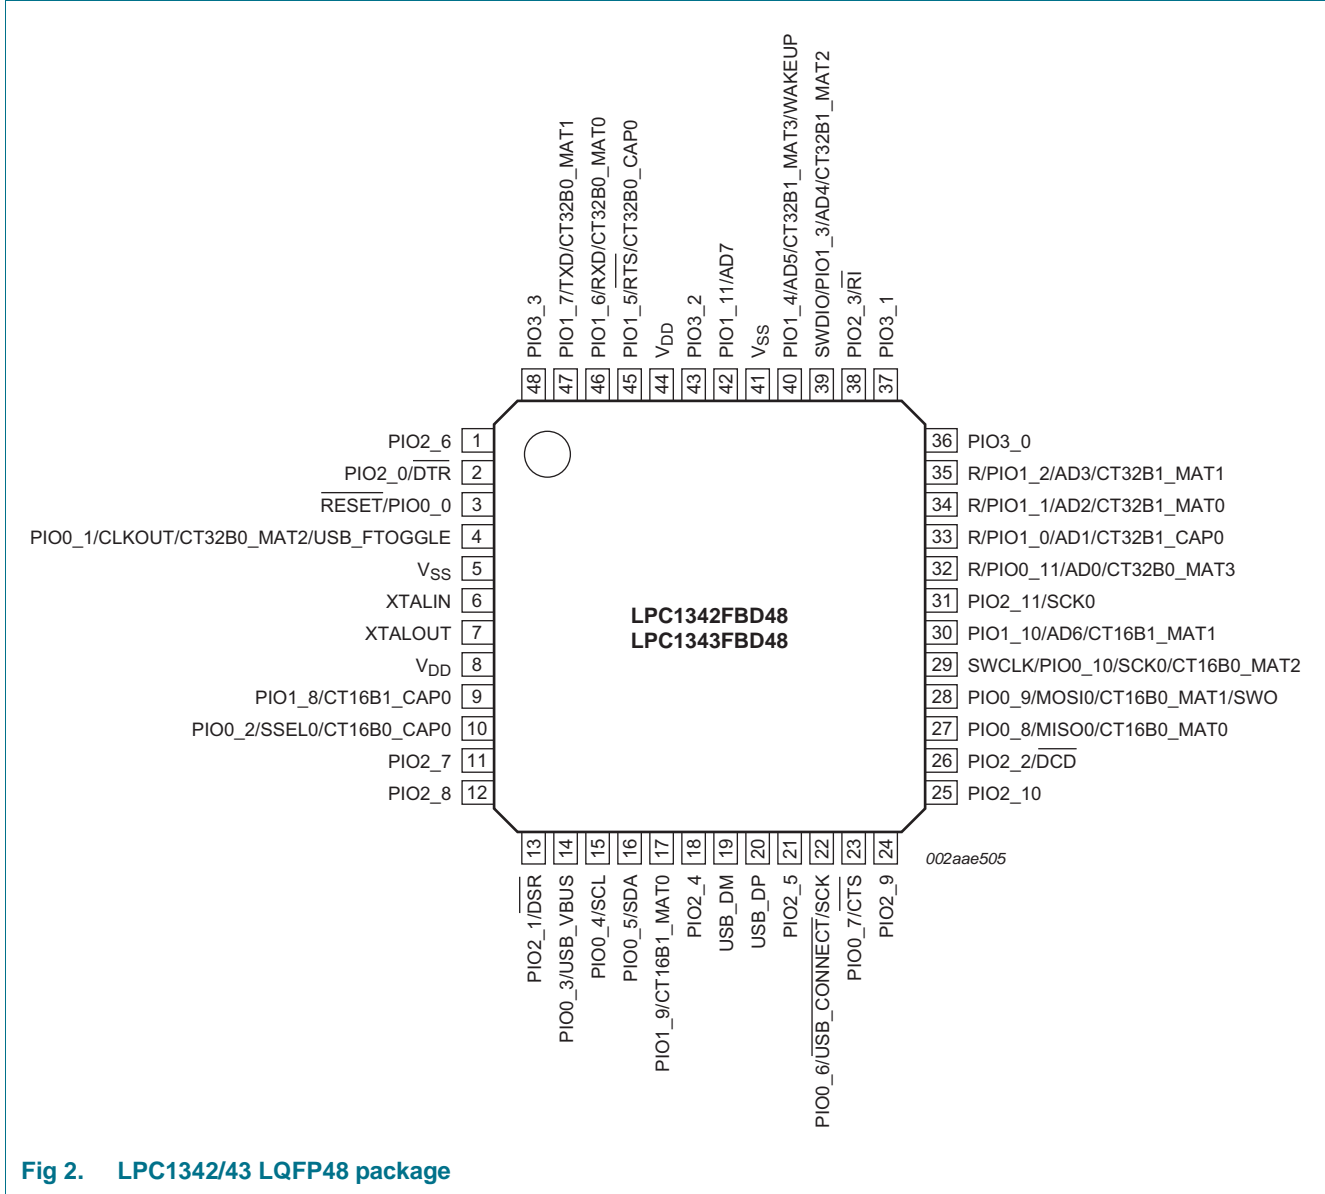 PIO3_3
PIO1_7/TXD/CT32B0_MAT1
PIO1_6/RXD/CT32B0_MAT0
PIO1_5/RTS/CT32B0_CAP0
VDD
PIO3_2
PIO1_11/AD7
VSS
PIO1_4/AD5/CT32B1_MAT3/WAKEUP
SWDIO/PIO1_3/AD4/CT32B1_MAT2
PIO2_3/RI
PIO3_1
48
47
46
45
44
43
42
41
40
39
38
37
PIO2_6 1
PIO2_0/DTR 2
RESET/PIO0_0 3
PIO0_1/CLKOUT/CT32B0_MAT2/USB_FTOGGLE 4
VSS 5
XTALIN 6
XTALOUT 7
VDD 8
PIO1_8/CT16B1_CAP0 9
PIO0_2/SSEL0/CT16B0_CAP0 10
PIO2_7 11
PIO2_8 12
LPC1342FBD48
LPC1343FBD48
36 PIO3_0
35 R/PIO1_2/AD3/CT32B1_MAT1
34 R/PIO1_1/AD2/CT32B1_MAT0
33 R/PIO1_0/AD1/CT32B1_CAP0
32 R/PIO0_11/AD0/CT32B0_MAT3
31 PIO2_11/SCK0
30 PIO1_10/AD6/CT16B1_MAT1
29 SWCLK/PIO0_10/SCK0/CT16B0_MAT2
28 PIO0_9/MOSI0/CT16B0_MAT1/SWO
27 PIO0_8/MISO0/CT16B0_MAT0
26 PIO2_2/DCD
25 PIO2_10
13
14
15
16
17
18
19
20
21
22
23
24
PIO2_1/DSR
PIO0_3/USB_VBUS
PIO0_4/SCL
PIO0_5/SDA
PIO1_9/CT16B1_MAT0
PIO2_4
USB_DM
USB_DP
PIO2_5
PIO0_6/USB_CONNECT/SCK
PIO0_7/CTS
PIO2_9
002aae505
Fig 2. LPC1342/43 LQFP48 package